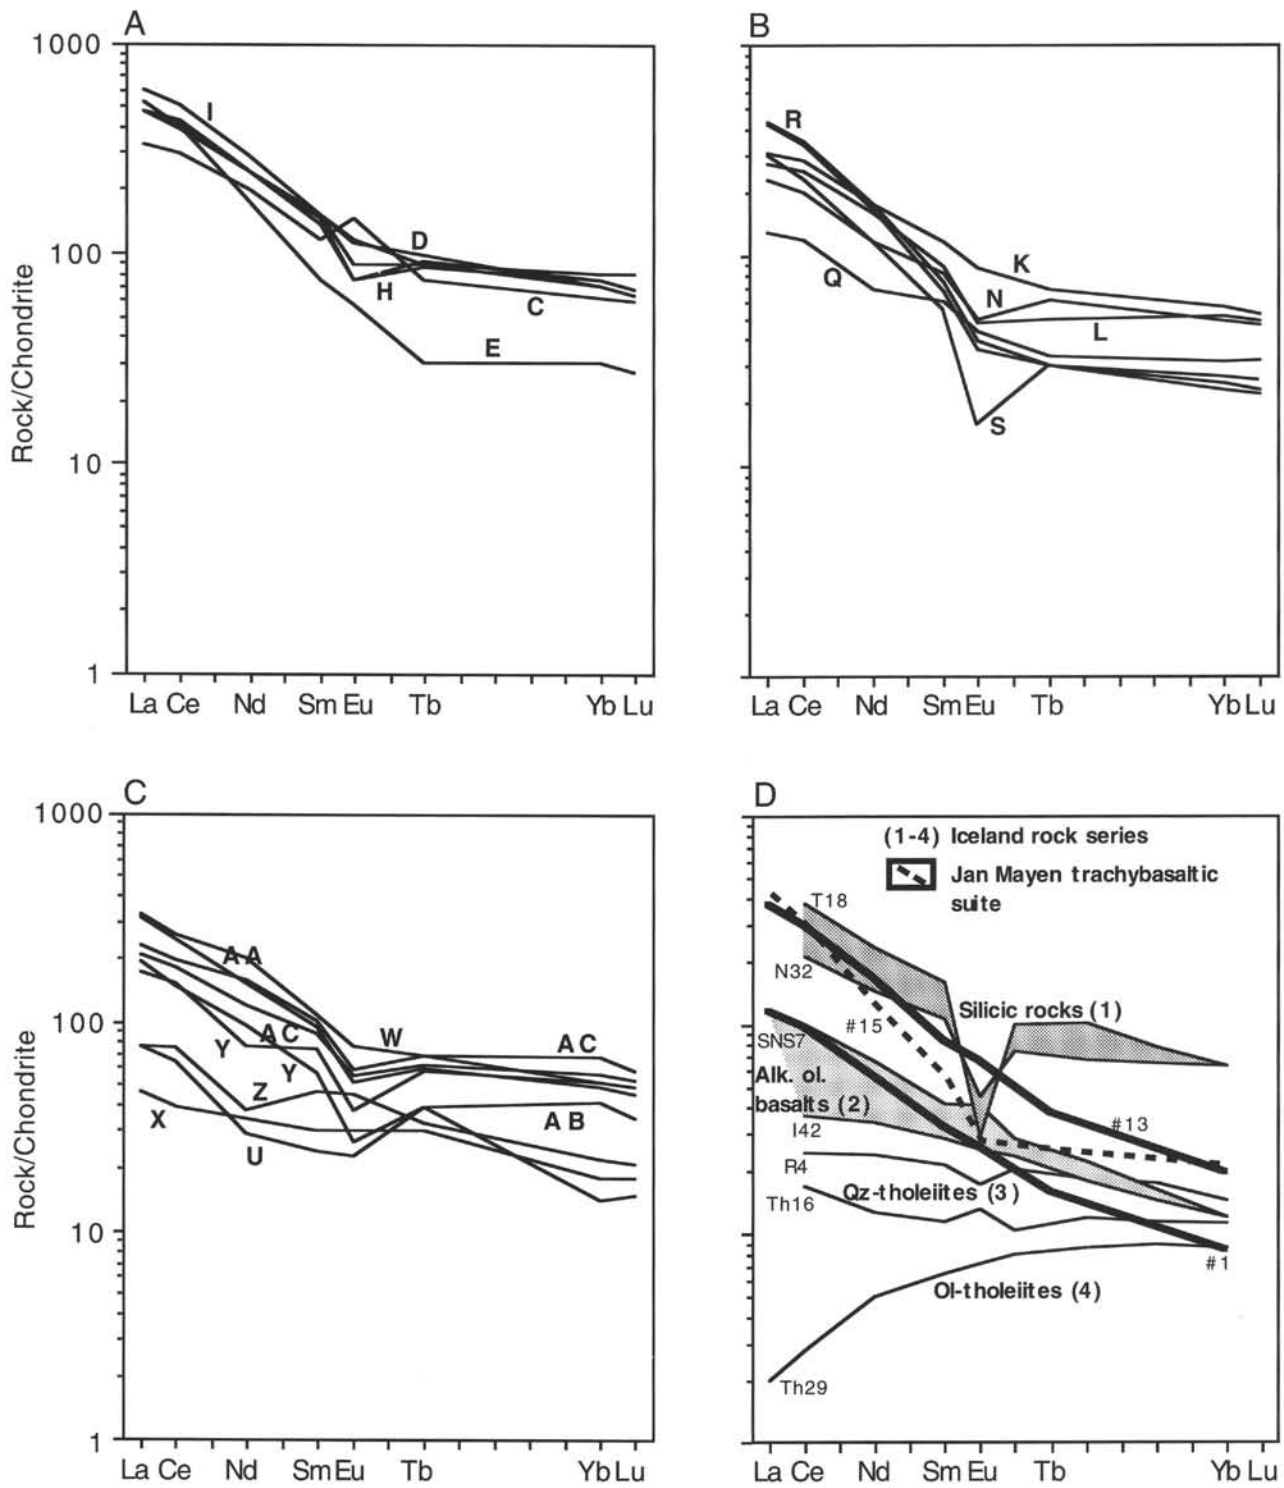 A
B
1000
100
10
1
Rock/Chondrite
I
D
H
C
E
R
K
Q
N
L
S
La Ce Nd Sm Eu Tb Yb Lu
La Ce Nd Sm Eu Tb Yb Lu
C
D
1000
100
10
1
Rock/Chondrite
AA
AC
W
AC
Y
Y
Z
X
AB
U
(1-4) Iceland rock series
Jan Mayen trachybasaltic
suite
T18
N32
Silicic rocks (1)
#15
SNS7
Alk. ol.
basalts (2)
#13
I42
R4
Qz-tholeiites (3)
Th16
#1
Ol-tholeiites (4)
Th29
La Ce Nd Sm Eu Tb Yb Lu
La Ce Nd Sm Eu Tb Yb Lu